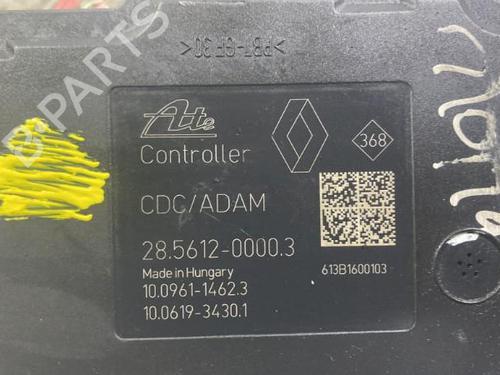 >PBT-GF30<
Ate
368
Controller
CDC/ADAM
28.5612-0000.3
Made in Hungary
613B1600103
10.0961-1462.3
10.0619-3430.1
B-PARTS